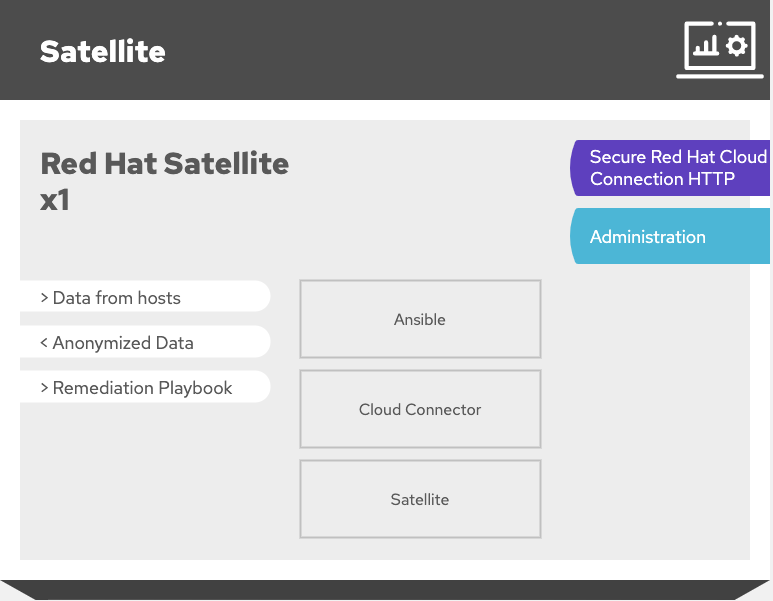 Satellite
Red Hat Satellite
x1
Secure Red Hat Cloud
Connection HTTP
Administration
> Data from hosts
< Anonymized Data
> Remediation Playbook
Ansible
Cloud Connector
Satellite